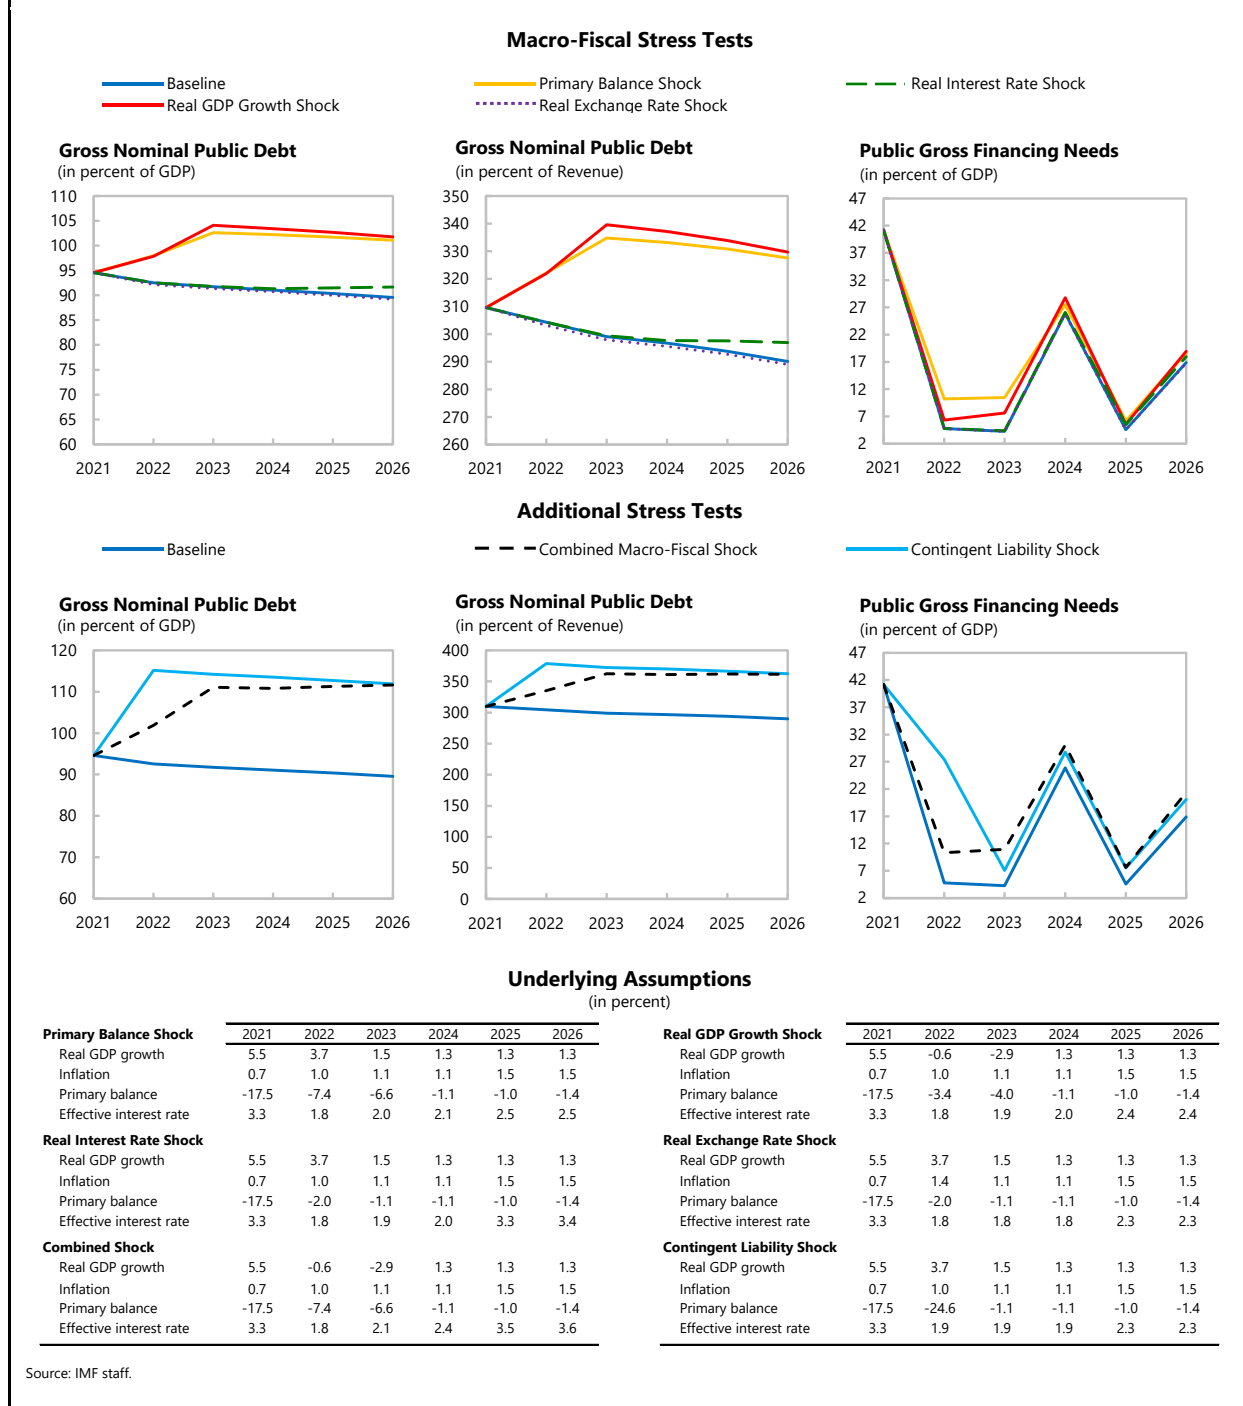 Macro-Fiscal Stress Tests
Baseline
Primary Balance Shock
Real Interest Rate Shock
Real GDP Growth Shock
Real Exchange Rate Shock
Gross Nominal Public Debt
(in percent of GDP)
110
105
100
95
90
85
80
75
70
65
60
2021 2022 2023 2024 2025 2026
Gross Nominal Public Debt
(in percent of Revenue)
350
340
330
320
310
300
290
280
270
260
2021 2022 2023 2024 2025 2026
Public Gross Financing Needs
(in percent of GDP)
47
42
37
32
27
22
17
12
7
2
2021 2022 2023 2024 2025 2026
Additional Stress Tests
Baseline
Combined Macro-Fiscal Shock
Contingent Liability Shock
Gross Nominal Public Debt
(in percent of GDP)
120
110
100
90
80
70
60
2021 2022 2023 2024 2025 2026
Gross Nominal Public Debt
(in percent of Revenue)
400
350
300
250
200
150
100
50
0
2021 2022 2023 2024 2025 2026
Public Gross Financing Needs
(in percent of GDP)
47
42
37
32
27
22
17
12
7
2
2021 2022 2023 2024 2025 2026
Underlying Assumptions
(in percent)
Primary Balance Shock 2021 2022 2023 2024 2025 2026
Real GDP growth 5.5 3.7 1.5 1.3 1.3 1.3
Inflation 0.7 1.0 1.1 1.1 1.5 1.5
Primary balance -17.5 -7.4 -6.6 -1.1 -1.0 -1.4
Effective interest rate 3.3 1.8 2.0 2.1 2.5 2.5
Real Interest Rate Shock
Real GDP growth 5.5 3.7 1.5 1.3 1.3 1.3
Inflation 0.7 1.0 1.1 1.1 1.5 1.5
Primary balance -17.5 -2.0 -1.1 -1.1 -1.0 -1.4
Effective interest rate 3.3 1.8 1.9 2.0 3.3 3.4
Combined Shock
Real GDP growth 5.5 -0.6 -2.9 1.3 1.3 1.3
Inflation 0.7 1.0 1.1 1.1 1.5 1.5
Primary balance -17.5 -7.4 -6.6 -1.1 -1.0 -1.4
Effective interest rate 3.3 1.8 2.1 2.4 3.5 3.6
Real GDP Growth Shock 2021 2022 2023 2024 2025 2026
Real GDP growth 5.5 -0.6 -2.9 1.3 1.3 1.3
Inflation 0.7 1.0 1.1 1.1 1.5 1.5
Primary balance -17.5 -3.4 -4.0 -1.1 -1.0 -1.4
Effective interest rate 3.3 1.8 1.9 2.0 2.4 2.4
Real Exchange Rate Shock
Real GDP growth 5.5 3.7 1.5 1.3 1.3 1.3
Inflation 0.7 1.4 1.1 1.1 1.5 1.5
Primary balance -17.5 -2.0 -1.1 -1.1 -1.0 -1.4
Effective interest rate 3.3 1.8 1.8 1.8 2.3 2.3
Contingent Liability Shock
Real GDP growth 5.5 3.7 1.5 1.3 1.3 1.3
Inflation 0.7 1.0 1.1 1.1 1.5 1.5
Primary balance -17.5 -24.6 -1.1 -1.1 -1.0 -1.4
Effective interest rate 3.3 1.9 1.9 1.9 2.3 2.3
Source: IMF staff.